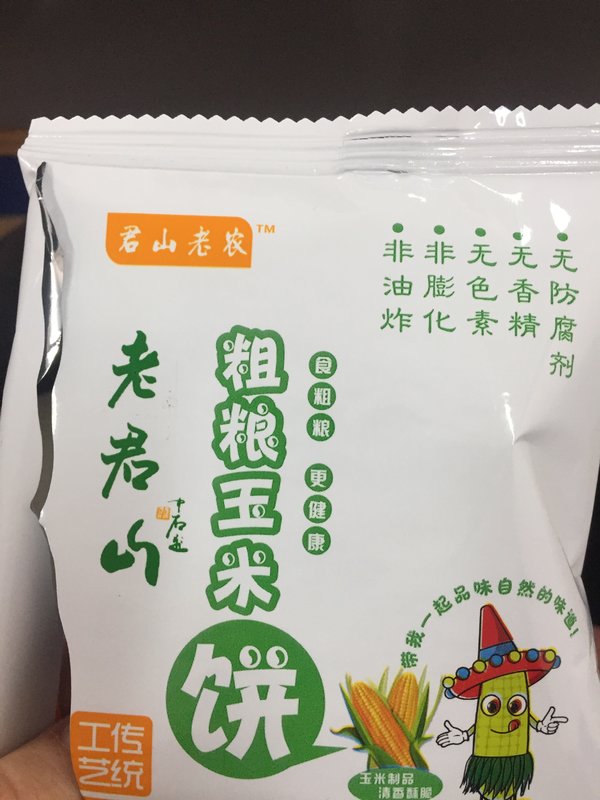 君山老农™
无防腐剂
无香精
无色素
非膨化
非油炸
老君山
粗粮玉米
饼
食粗粮 更健康
带我一起品味自然的味道!
玉米制品
清香酥脆
传统
工艺